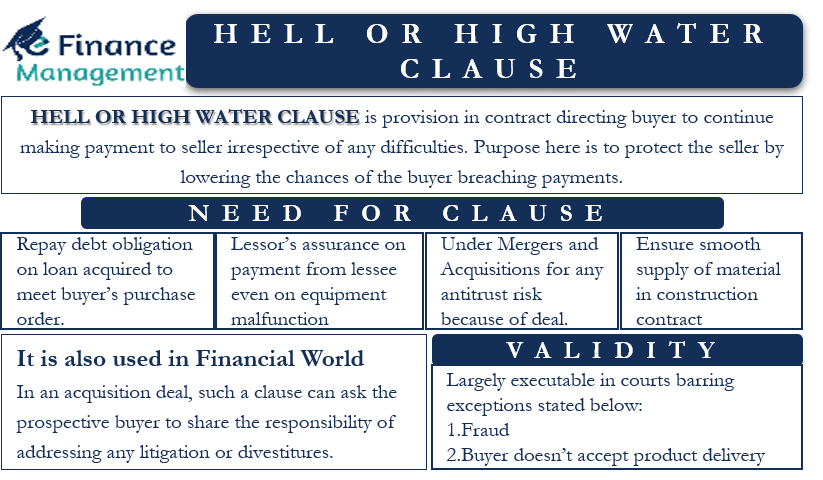 eFinance
Management
HELL OR HIGH WATER
CLAUSE
HELL OR HIGH WATER CLAUSE is provision in contract directing buyer to continue
making payment to seller irrespective of any difficulties. Purpose here is to protect the seller by
lowering the chances of the buyer breaching payments.
NEED FOR CLAUSE
Repay debt obligation
on loan acquired to
meet buyer’s purchase
order.
Lessor’s assurance on
payment from lessee
even on equipment
malfunction
Under Mergers and
Acquisitions for any
antitrust risk
because of deal.
Ensure smooth
supply of material
in construction
contract
It is also used in Financial World
In an acquisition deal, such a clause can ask the
prospective buyer to share the responsibility of
addressing any litigation or divestitures.
VALIDITY
Largely executable in courts barring
exceptions stated below:
1.Fraud
2.Buyer doesn’t accept product delivery